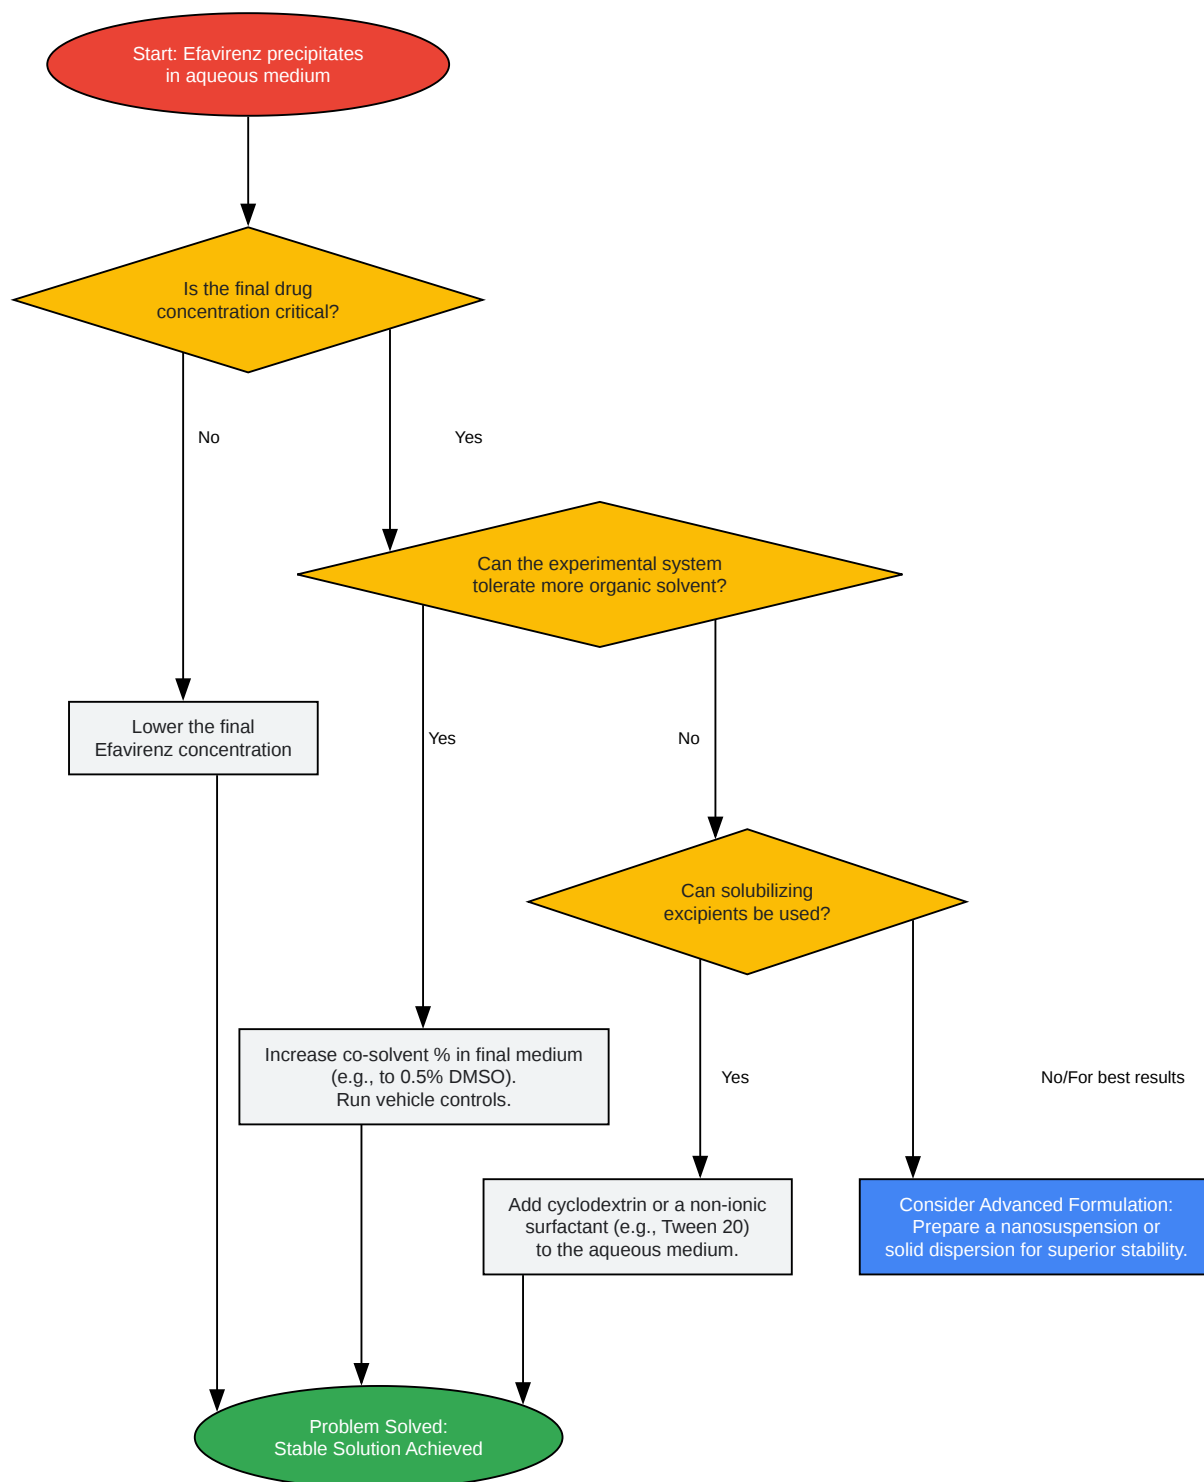 Start: Efavirenz precipitates
in aqueous medium
Is the final drug
concentration critical?
No
Yes
Can the experimental system
tolerate more organic solvent?
Lower the final
Efavirenz concentration
Yes
No
Can solubilizing
excipients be used?
Increase co-solvent % in final medium
(e.g., to 0.5% DMSO).
Run vehicle controls.
Yes
No/For best results
Add cyclodextrin or a non-ionic
surfactant (e.g., Tween 20)
to the aqueous medium.
Consider Advanced Formulation:
Prepare a nanosuspension or
solid dispersion for superior stability.
Problem Solved:
Stable Solution Achieved